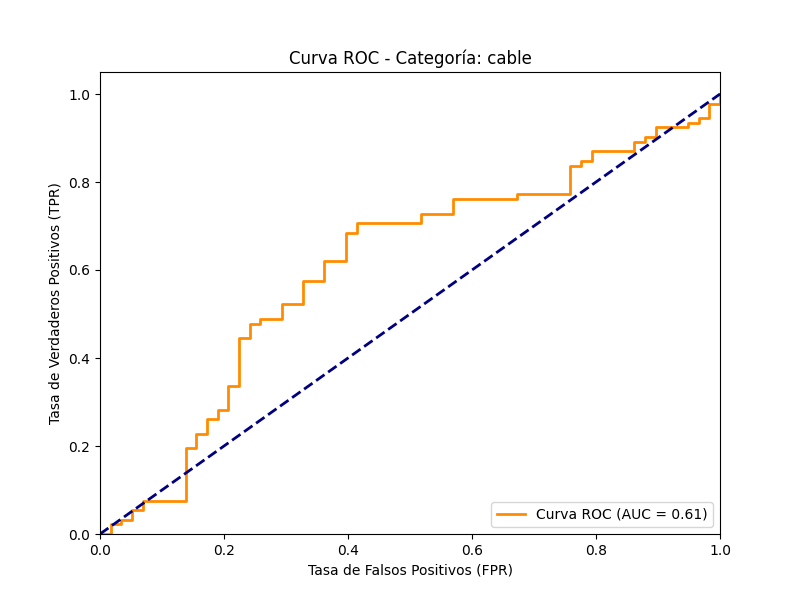 Curva ROC - Categoría: cable
Tasa de Verdaderos Positivos (TPR)
1.0
0.8
0.6
0.4
0.2
0.0
0.0 0.2 0.4 0.6 0.8 1.0
Curva ROC (AUC = 0.61)
Tasa de Falsos Positivos (FPR)